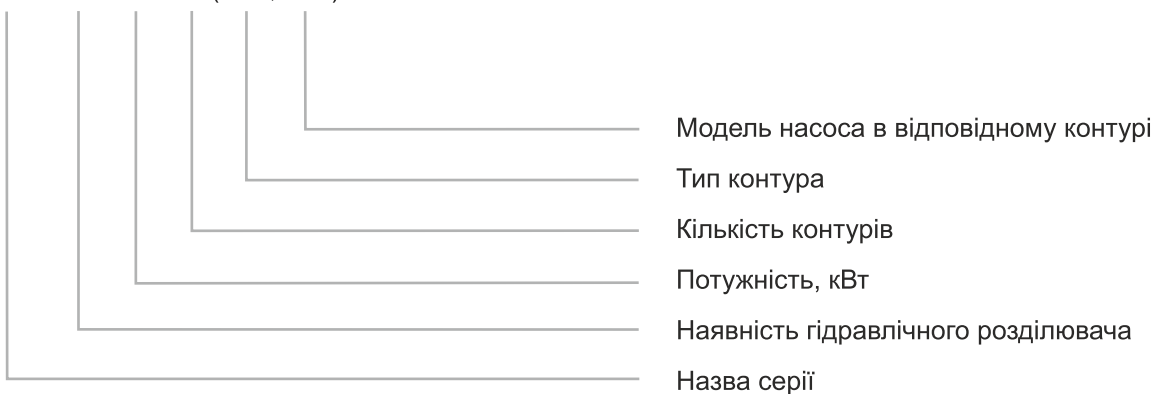 Модель насоса в відповідному контурі
Тип контура
Кількість контурів
Потужність, кВт
Наявність гідравлічного розділювача
Назва серії